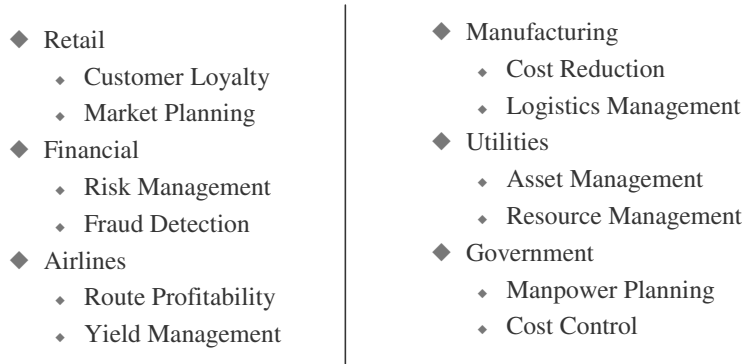 Retail
Customer Loyalty
Market Planning
Financial
Risk Management
Fraud Detection
Airlines
Route Profitability
Yield Management
Manufacturing
Cost Reduction
Logistics Management
Utilities
Asset Management
Resource Management
Government
Manpower Planning
Cost Control